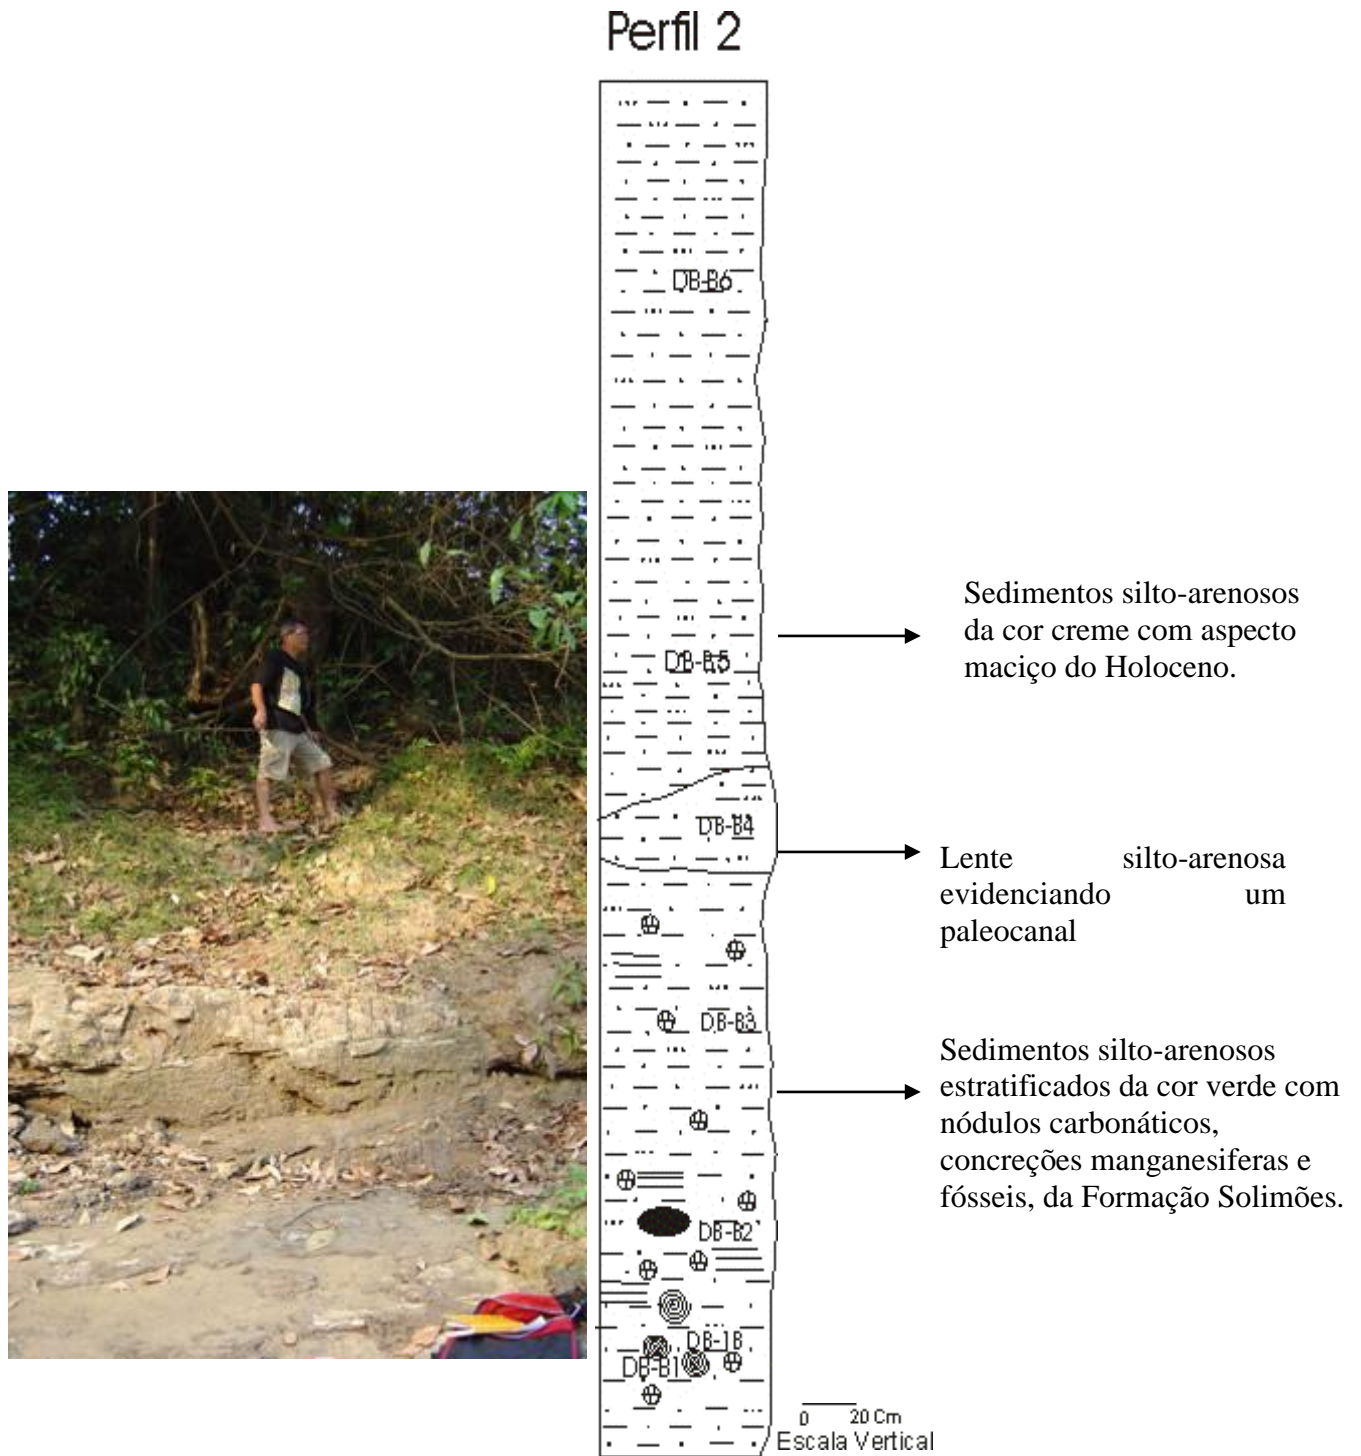 Perfil 2
DB-B6
Sedimentos silto-arenosos
da cor creme com aspecto
maciço do Holoceno.
DB-B5
DB-B4
Lente silto-arenosa
evidenciando um
paleocanal
DB-B3
Sedimentos silto-arenosos
estratificados da cor verde com
nódulos carbonáticos,
concreções manganesiferas e
fósseis, da Formação Solimões.
DB-B2
DB-1B
DB-B1
0 20 Cm
Escala Vertical